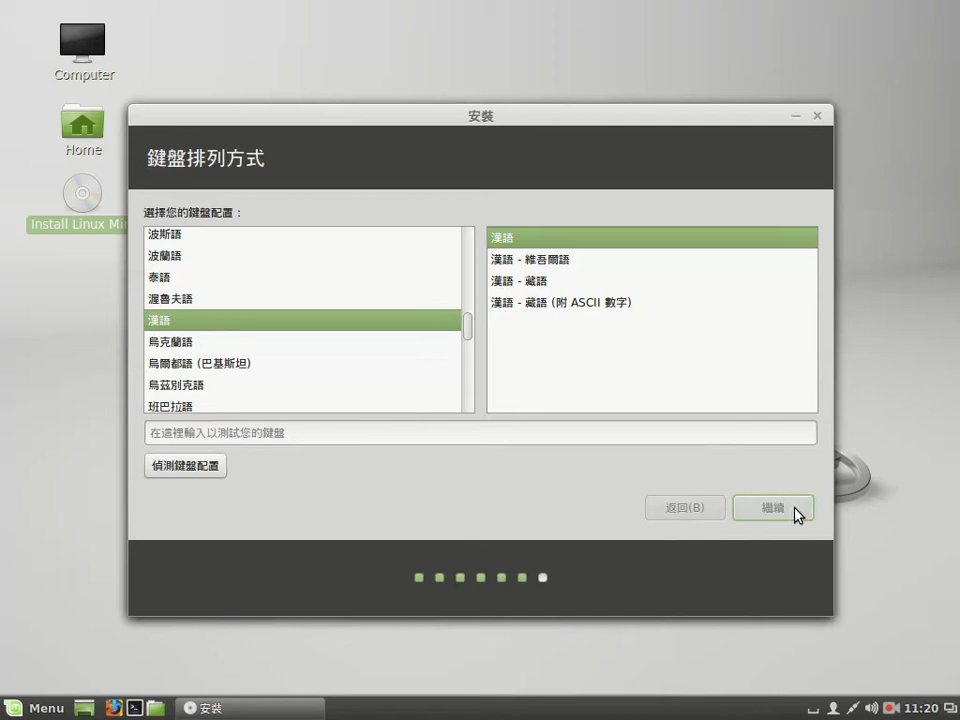 Computer
Home
Install Linux Min
安裝
鍵盤排列方式
選擇您的鍵盤配置：
波斯語
波蘭語
泰語
渥魯夫語
漢語
烏克蘭語
烏爾都語 (巴基斯坦)
烏茲別克語
班巴拉語
漢語
漢語 - 維吾爾語
漢語 - 藏語
漢語 - 藏語 (附 ASCII 數字)
在這裡輸入以測試您的鍵盤
偵測鍵盤配置
返回(B)
繼續
Menu
安裝
11:20